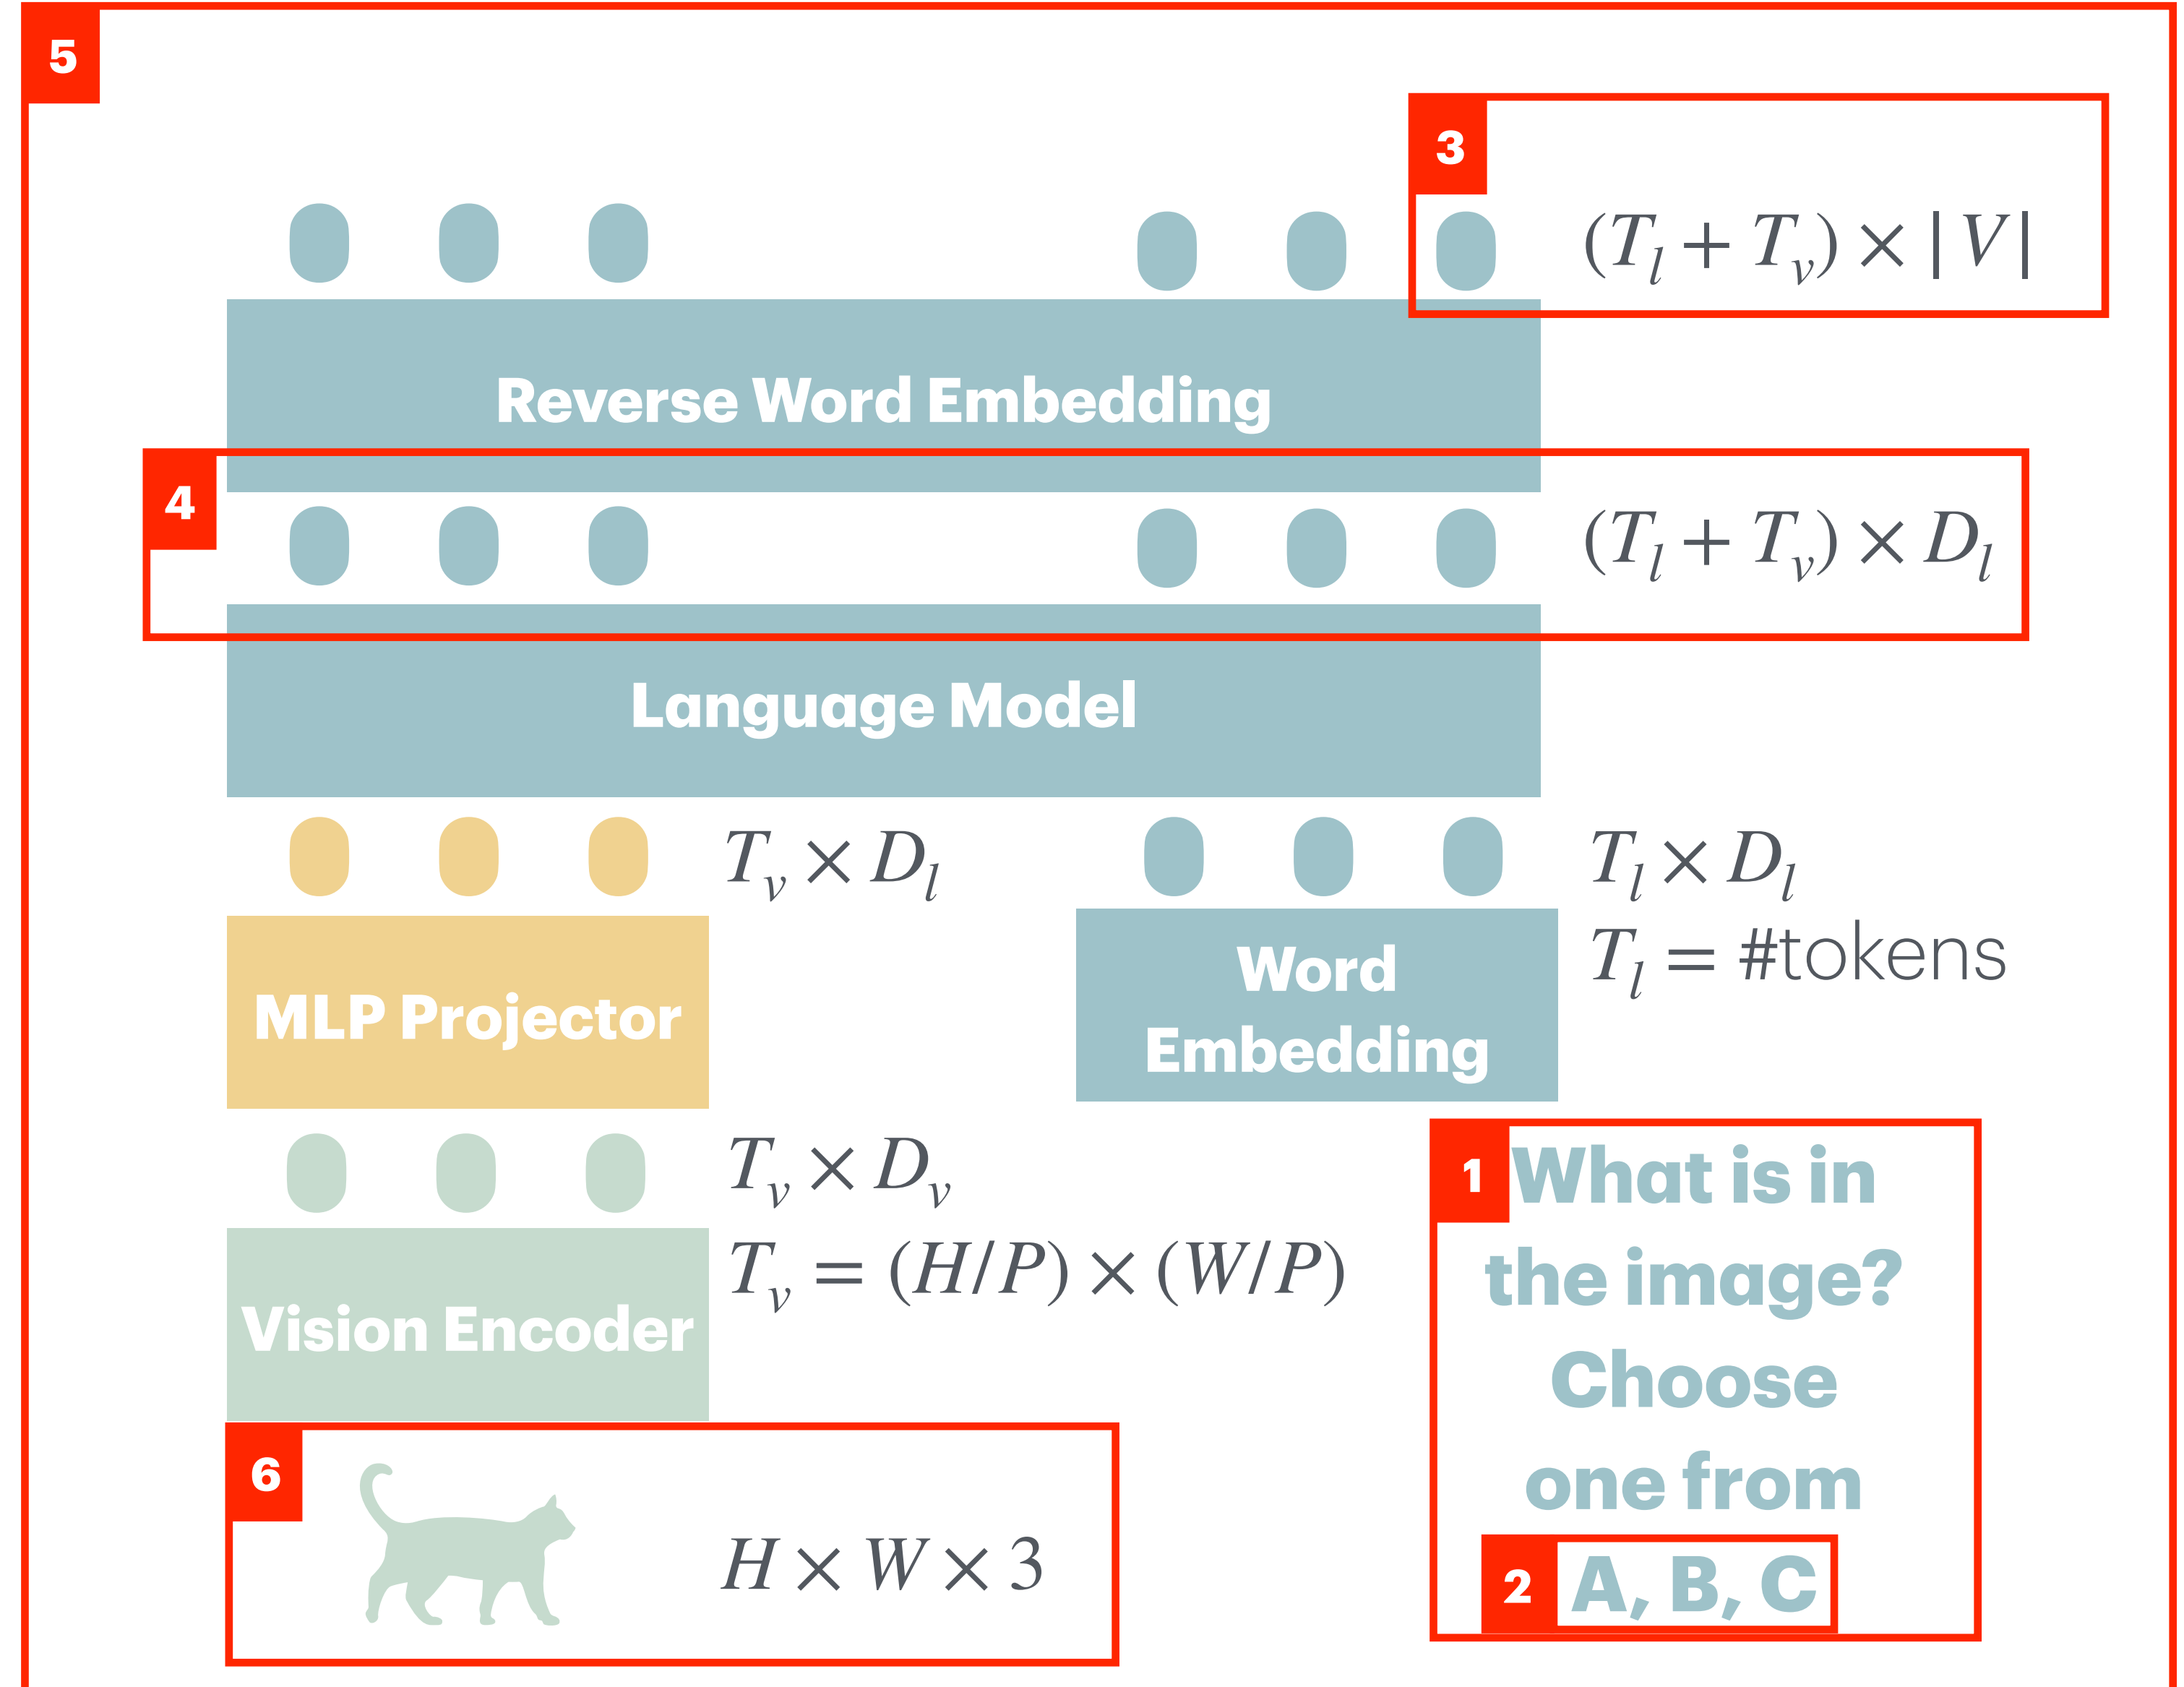 5
3
(T_l + T_v) × |V|
Reverse Word Embedding
4
(T_l + T_v) × D_l
Language Model
T_v × D_l
T_l × D_l
T_l = #tokens
MLP Projector
Word
Embedding
T_v × D_v
T_v = (H/P) × (W/P)
Vision Encoder
1
What is in
the image?
Choose
one from
2
A, B, C
6
H × W × 3